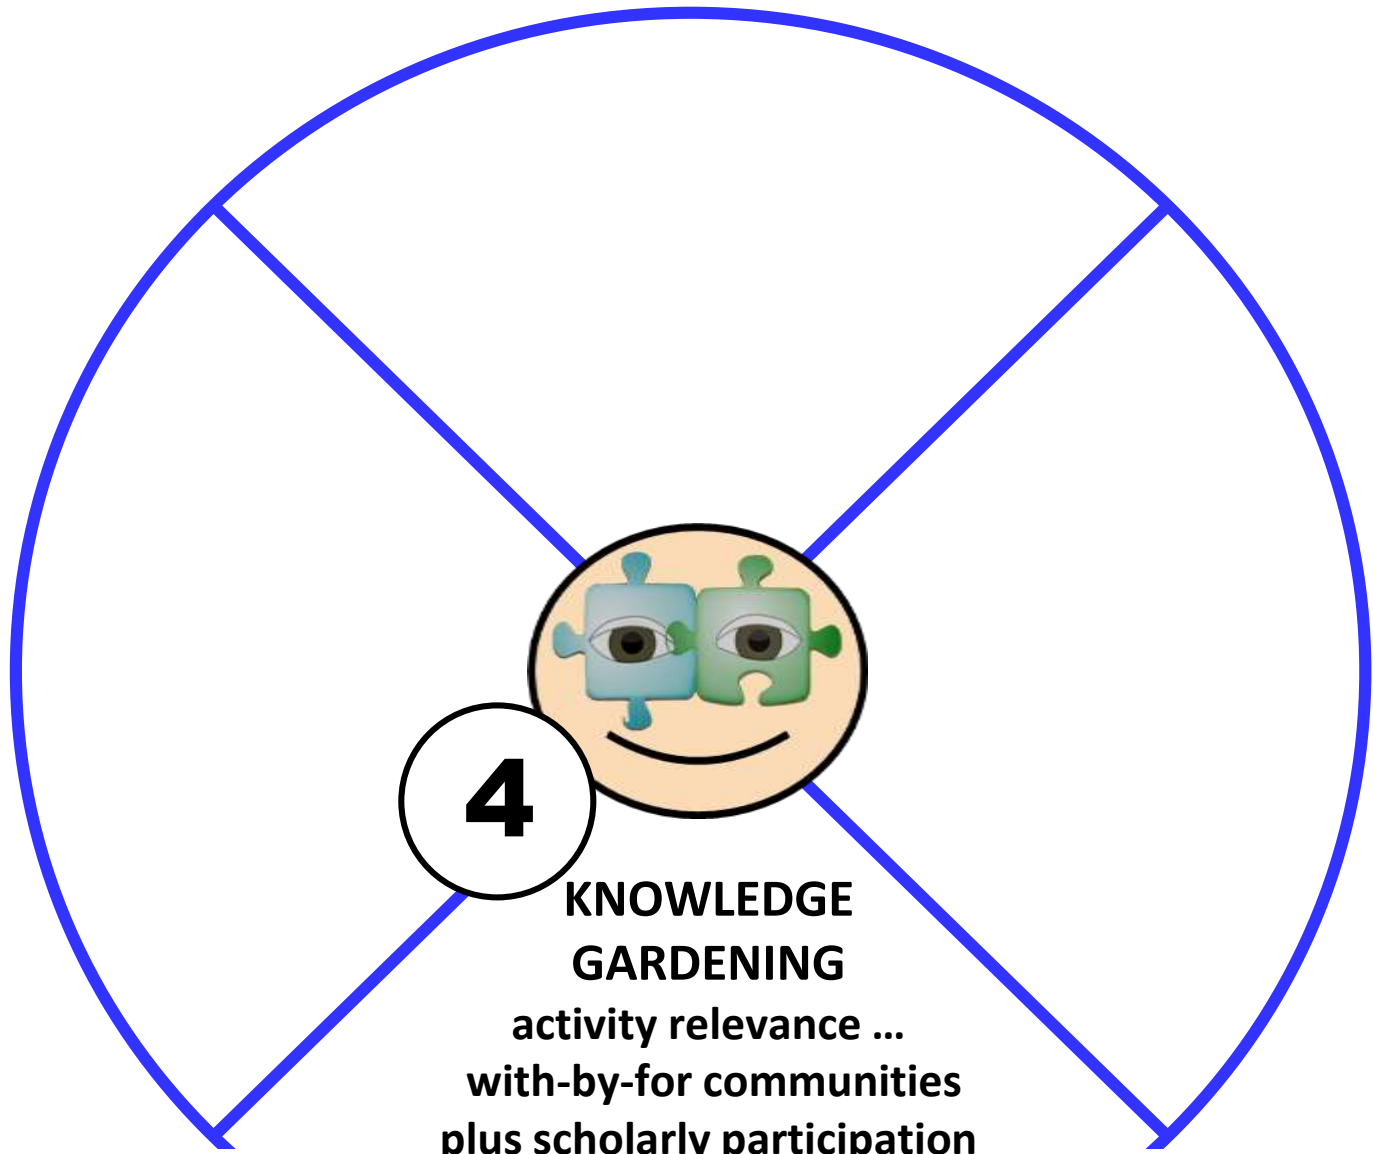 4
KNOWLEDGE
GARDENING
activity relevance ...
with-by-for communities
plus scholarly participation